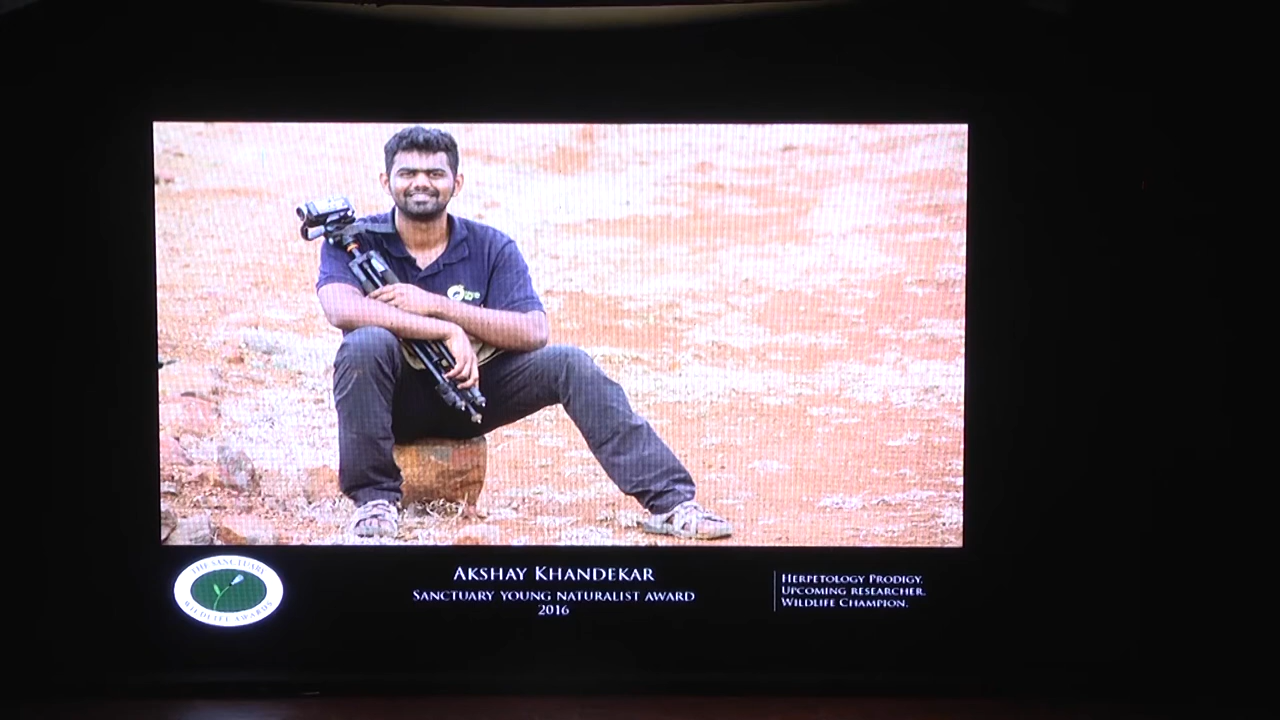 THE SANCTUARY
WILDLIFE AWARDS
AKSHAY KHANDEKAR
SANCTUARY YOUNG NATURALIST AWARD
2016
HERPETOLOGY PRODIGY.
UPCOMING RESEARCHER.
WILDLIFE CHAMPION.